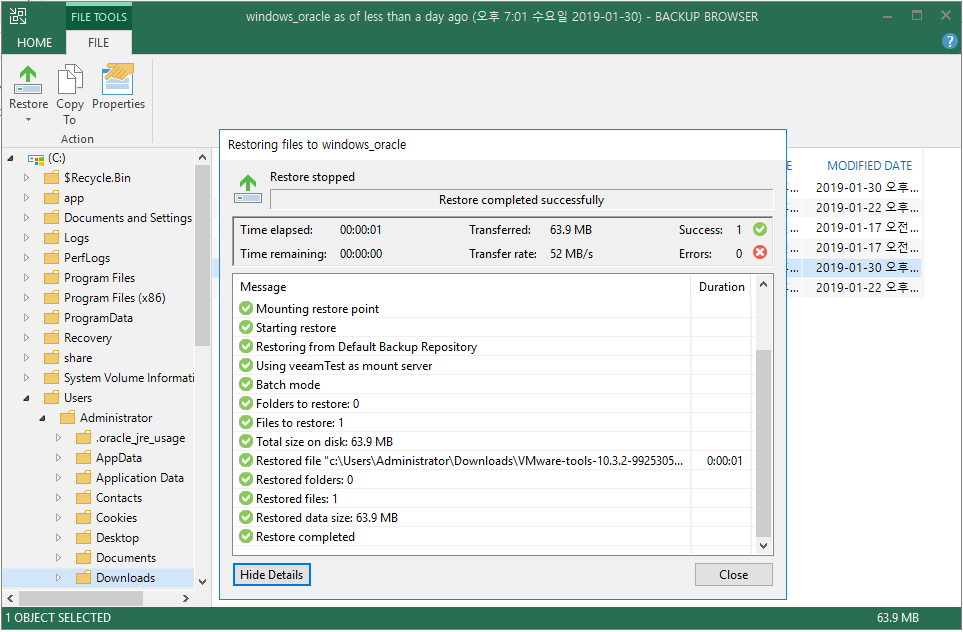 FILE TOOLS
windows_oracle as of less than a day ago (오후 7:01 수요일 2019-01-30) - BACKUP BROWSER
HOME
FILE
?
Restore
Copy
To
Properties
Action
(C:)
$Recycle.Bin
app
Documents and Settings
Logs
PerfLogs
Program Files
Program Files (x86)
ProgramData
Recovery
share
System Volume Informati
Users
Administrator
.oracle_jre_usage
AppData
Application Data
Contacts
Cookies
Desktop
Documents
Downloads
E MODIFIED DATE
... 2019-01-30 오후...
... 2019-01-22 오후...
... 2019-01-17 오전...
... 2019-01-17 오전...
... 2019-01-30 오후...
... 2019-01-22 오후...
Restoring files to windows_oracle
Restore stopped
Restore completed successfully
Time elapsed: 00:00:01 Transferred: 63.9 MB Success: 1
Time remaining: 00:00:00 Transfer rate: 52 MB/s Errors: 0
Message Duration
Mounting restore point
Starting restore
Restoring from Default Backup Repository
Using veeamTest as mount server
Batch mode
Folders to restore: 0
Files to restore: 1
Total size on disk: 63.9 MB
Restored file "c:\Users\Administrator\Downloads\VMware-tools-10.3.2-9925305... 0:00:01
Restored folders: 0
Restored files: 1
Restored data size: 63.9 MB
Restore completed
Hide Details
Close
1 OBJECT SELECTED
63.9 MB